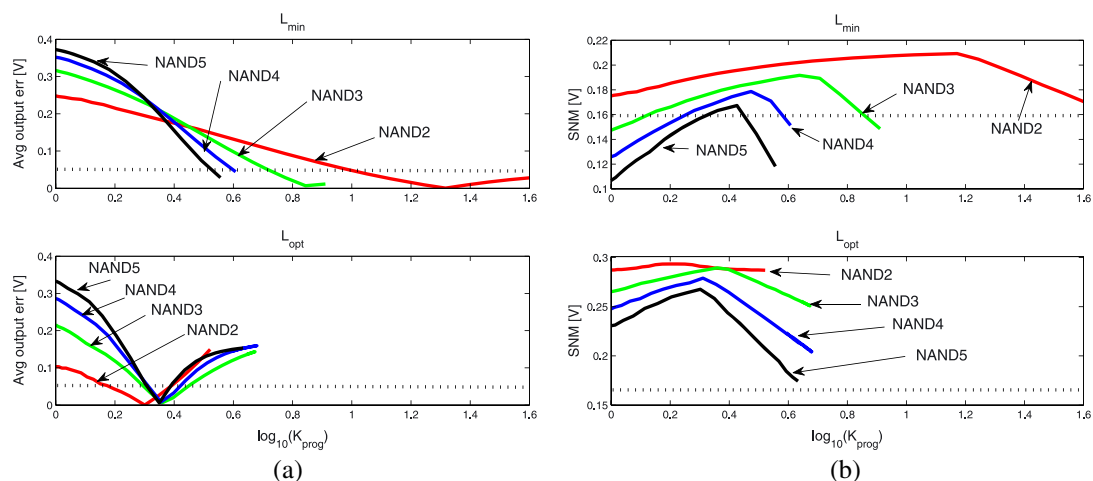 L_min
Avg output err [V]
0.4
0.3
0.2
0.1
0
NAND5
NAND4
NAND3
NAND2
0 0.2 0.4 0.6 0.8 1 1.2 1.4 1.6
L_opt
Avg output err [V]
0.4
0.3
0.2
0.1
0
NAND5
NAND4
NAND3
NAND2
0 0.2 0.4 0.6 0.8 1 1.2 1.4 1.6
log_10(K_prog)
(a)
L_min
SNM [V]
0.22
0.2
0.18
0.16
0.14
0.12
0.1
NAND3
NAND2
NAND4
NAND5
0 0.2 0.4 0.6 0.8 1 1.2 1.4 1.6
L_opt
SNM [V]
0.3
0.25
0.2
0.15
NAND2
NAND3
NAND4
NAND5
0 0.2 0.4 0.6 0.8 1 1.2 1.4 1.6
log_10(K_prog)
(b)